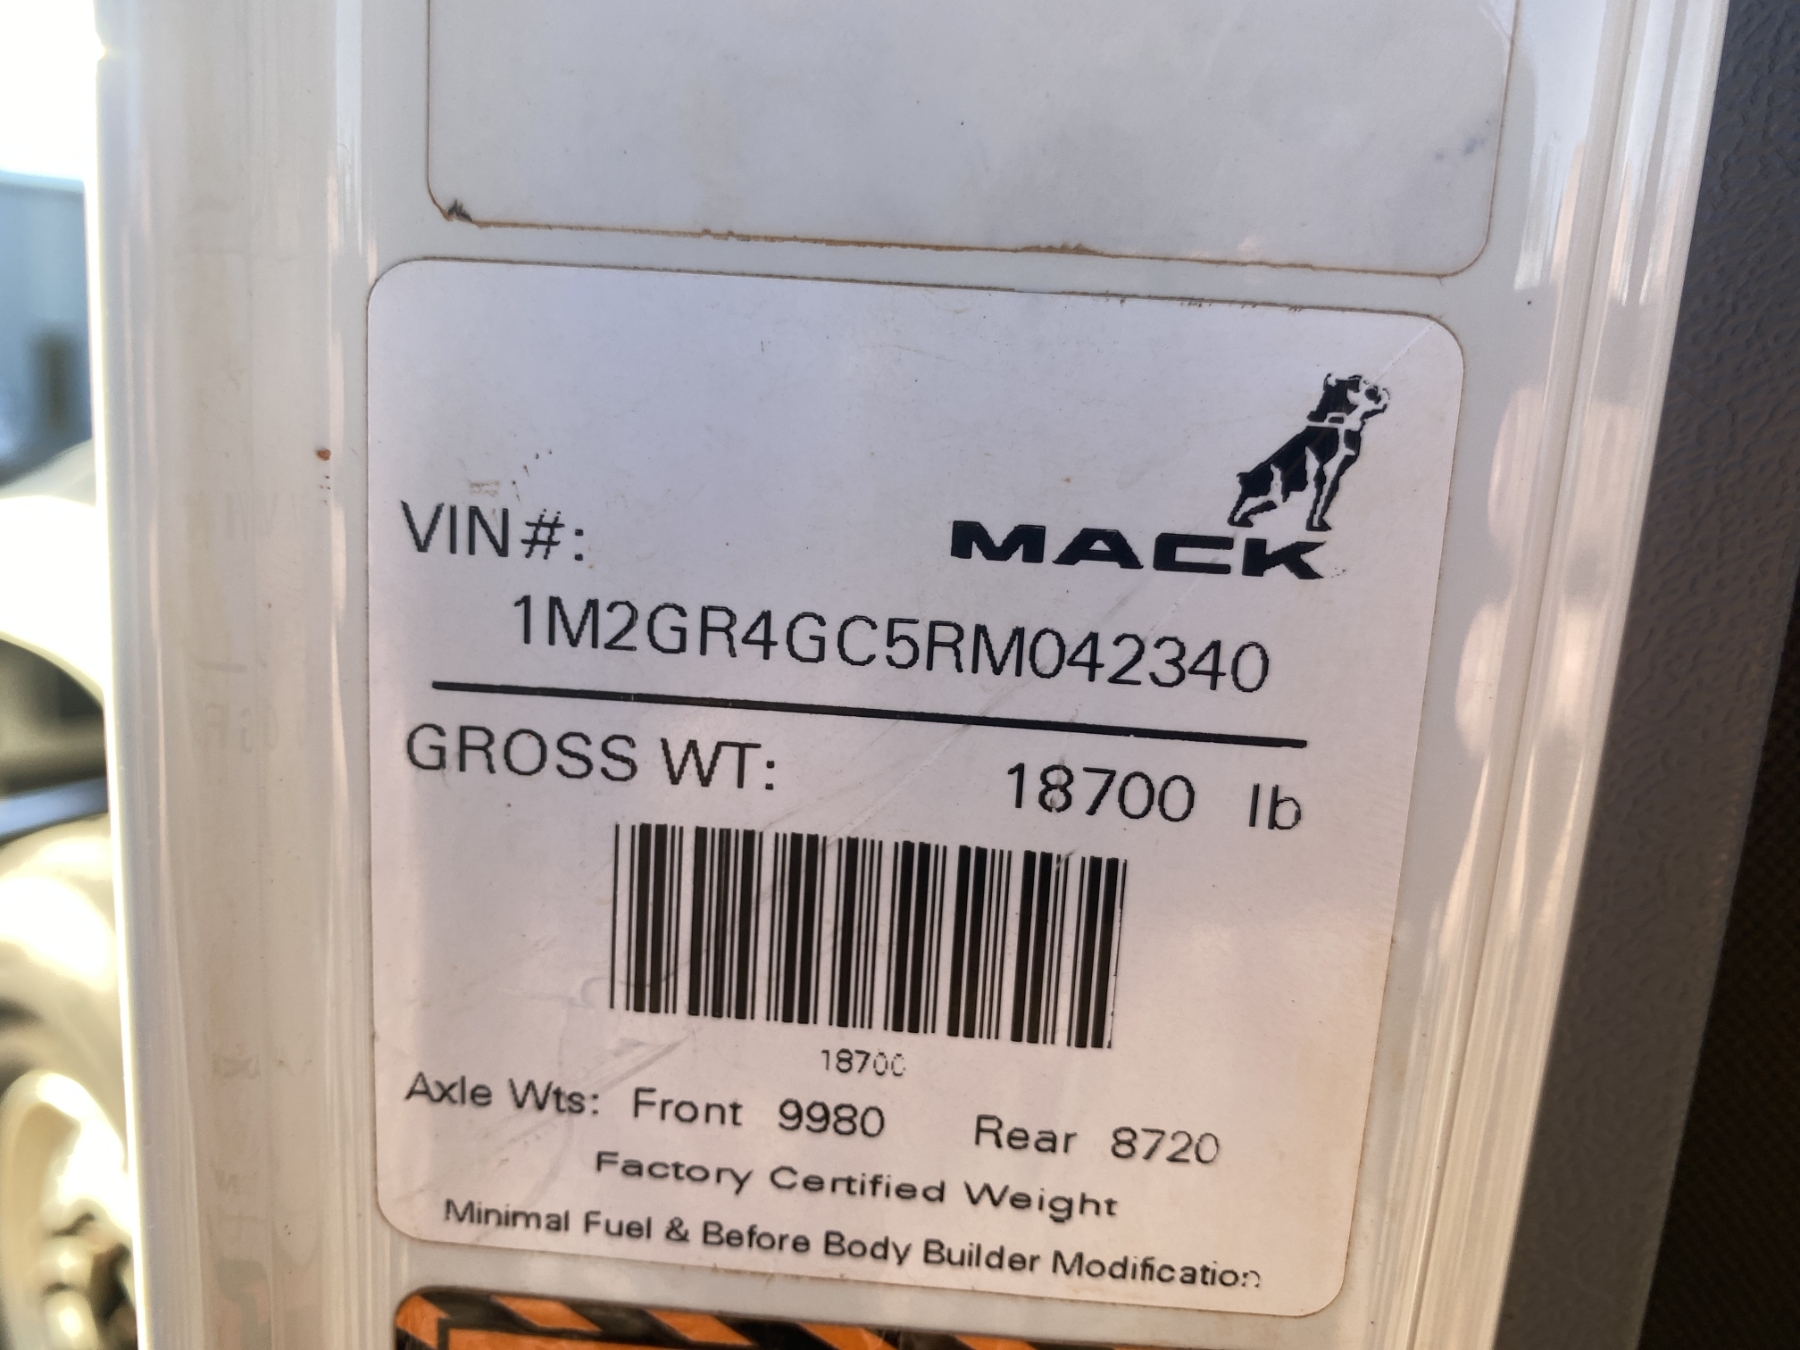 VIN#:
MACK
1M2GR4GC5RM042340
GROSS WT: 18700 lb
18700
Axle Wts: Front 9980 Rear 8720
Factory Certified Weight
Minimal Fuel & Before Body Builder Modification